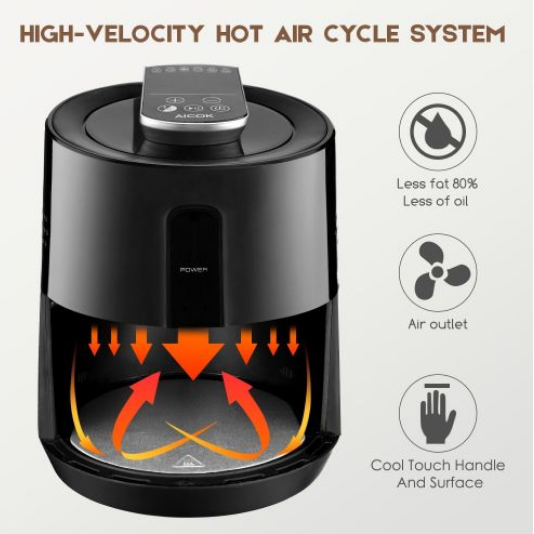 HIGH-VELOCITY HOT AIR CYCLE SYSTEM
AICOK
POWER
Less fat 80%
Less of oil
Air outlet
Cool Touch Handle
And Surface